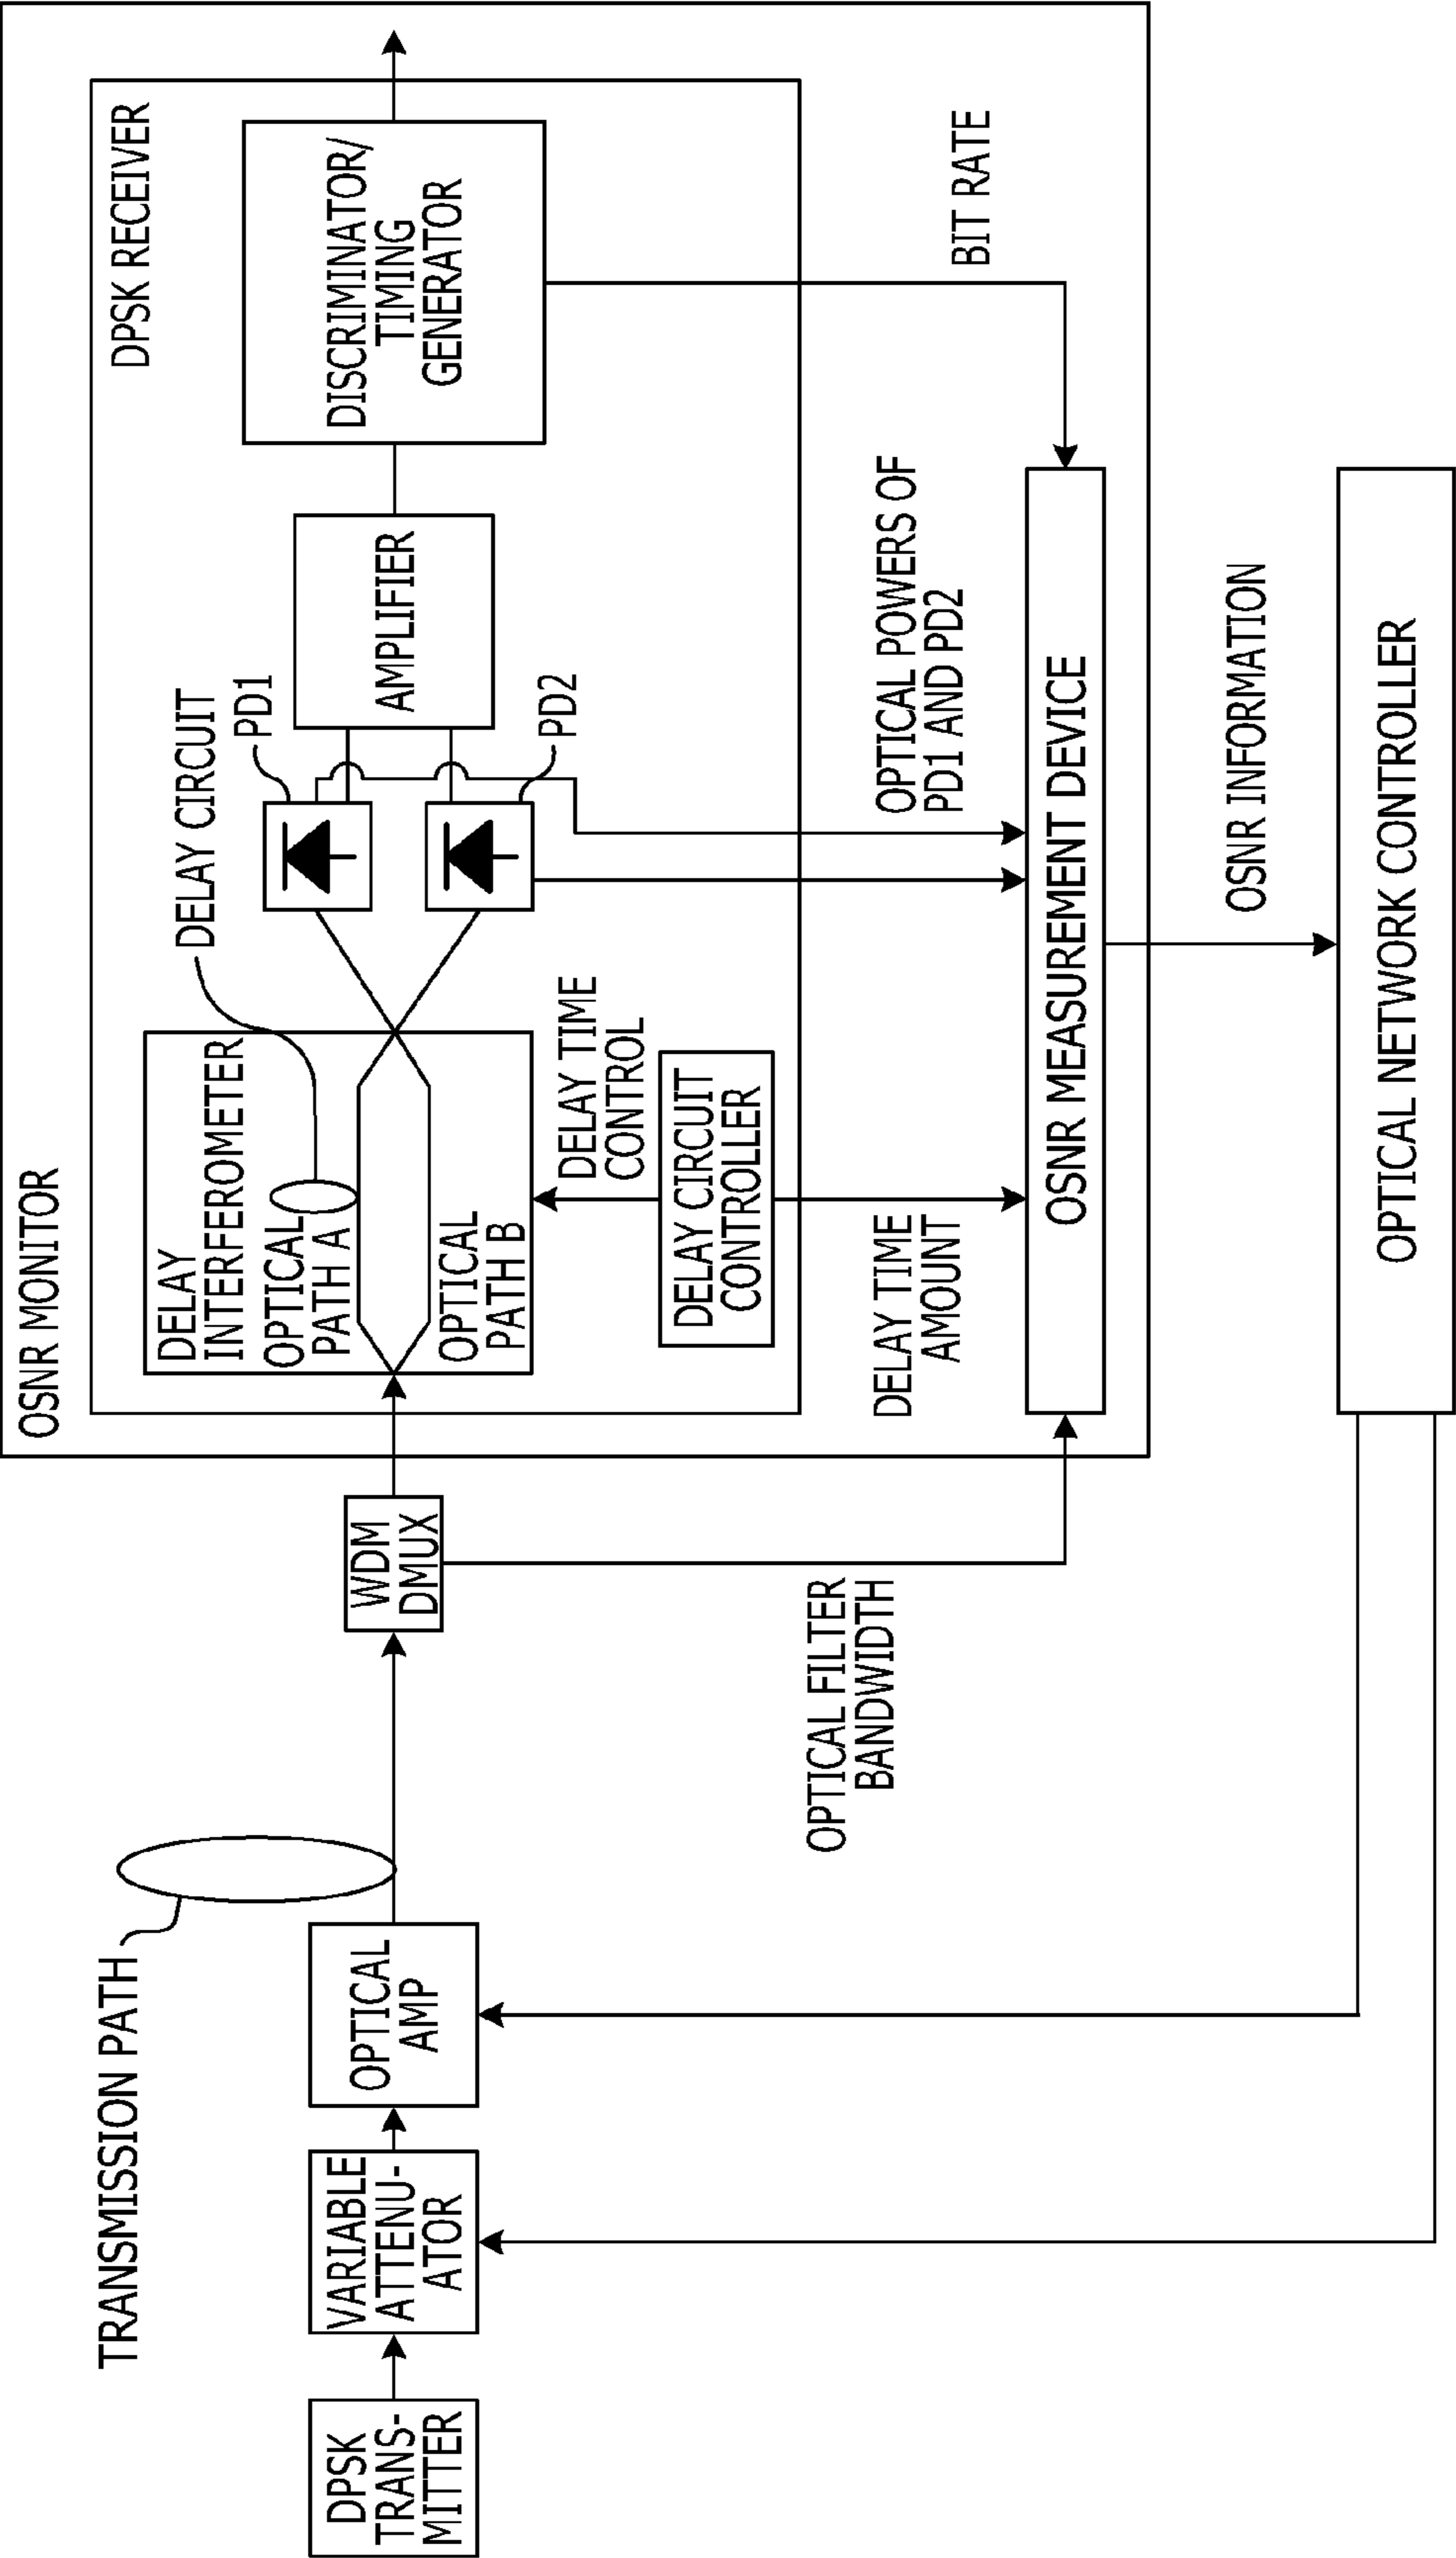 OSNR MONITOR
DPSK RECEIVER
TRANSMISSION PATH
DPSK
TRANS-
MITTER
VARIABLE
ATTENU-
ATOR
OPTICAL
AMP
WDM
DMUX
DELAY
INTERFEROMETER
OPTICAL
PATH A
OPTICAL
PATH B
DELAY CIRCUIT
PD1
PD2
AMPLIFIER
DISCRIMINATOR/
TIMING
GENERATOR
DELAY TIME
CONTROL
DELAY CIRCUIT
CONTROLLER
OPTICAL FILTER
BANDWIDTH
DELAY TIME
AMOUNT
OPTICAL POWERS OF
PD1 AND PD2
BIT RATE
OSNR MEASUREMENT DEVICE
OSNR INFORMATION
OPTICAL NETWORK CONTROLLER